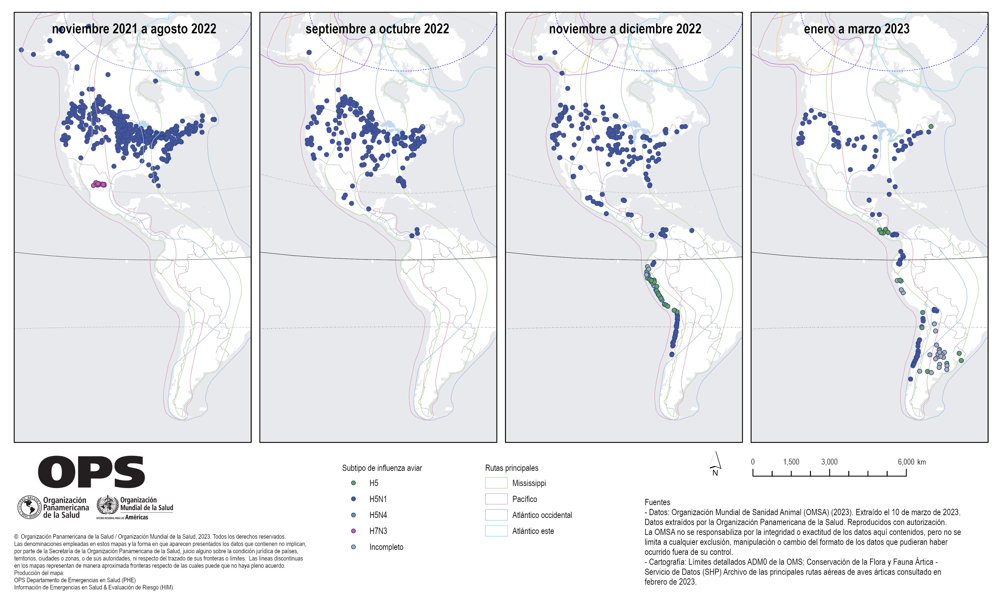 noviembre 2021 a agosto 2022
septiembre a octubre 2022
noviembre a diciembre 2022
enero a marzo 2023
OPS
Organización
Panamericana
de la Salud
PRO SALUTE
NOVI MUNDI
Organización
Mundial de la Salud
OFICINA REGIONAL PARA LAS Américas
© Organización Panamericana de la Salud / Organización Mundial de la Salud, 2023. Todos los derechos reservados.
Las denominaciones empleadas en estos mapas y la forma en que aparecen presentados los datos que contienen no implican,
por parte de la Secretaría de la Organización Panamericana de la Salud, juicio alguno sobre la condición jurídica de países,
territorios, ciudades o zonas, o de sus autoridades, ni respecto del trazado de sus fronteras o límites. Las líneas discontinuas
en los mapas representan de manera aproximada fronteras respecto de las cuales puede que no haya pleno acuerdo.
Producción del mapa:
OPS Departamento de Emergencias en Salud (PHE)
Información de Emergencias en Salud & Evaluación de Riesgo (HIM)
Subtipo de influenza aviar
H5
H5N1
H5N4
H7N3
Incompleto
Rutas principales
Mississippi
Pacífico
Atlántico occidental
Atlántico este
N
0 1,500 3,000 6,000 km
Fuentes
- Datos: Organización Mundial de Sanidad Animal (OMSA) (2023). Extraído el 10 de marzo de 2023.
Datos extraídos por la Organización Panamericana de la Salud. Reproducidos con autorización.
La OMSA no se responsabiliza por la integridad o exactitud de los datos aquí contenidos, pero no se
limita a cualquier exclusión, manipulación o cambio del formato de los datos que pudieran haber
ocurrido fuera de su control.
- Cartografía: Límites detallados ADM0 de la OMS; Conservación de la Flora y Fauna Ártica -
Servicio de Datos (SHP) Archivo de las principales rutas aéreas de aves árticas consultado en
febrero de 2023.